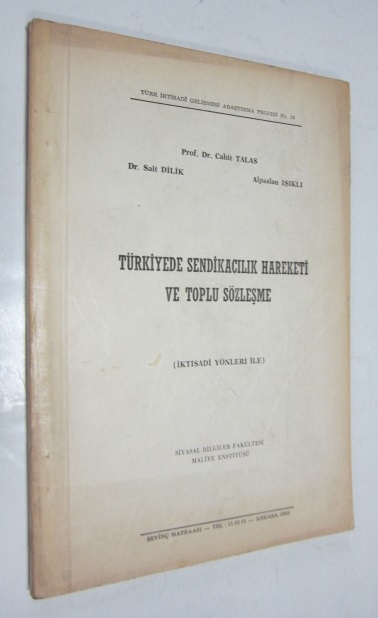 TÜRK İKTİSADİ GELİŞMESİ ARAŞTIRMA PROJESİ No.
Prof. Dr. Cahit TALAS
Dr. Sait DİLİK
Alpaslan IŞIKLI
TÜRKİYEDE SENDİKACILIK HAREKETİ
VE TOPLU SÖZLEŞME
(İKTİSADİ YÖNLERİ İLE)
SİYASAL BİLGİLER FAKÜLTESİ
MALİYE ENSTİTÜSÜ
SEVİNÇ MATBAASI — TEL : — ANKARA